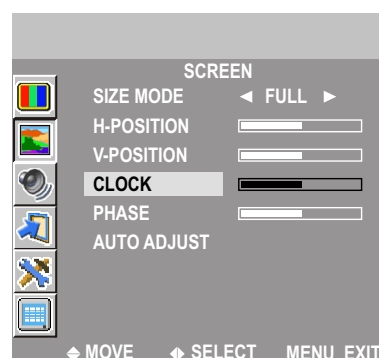 SCREEN
SIZE MODE ◄ FULL ►
H-POSITION
V-POSITION
CLOCK
PHASE
AUTO ADJUST
MOVE SELECT MENU EXIT